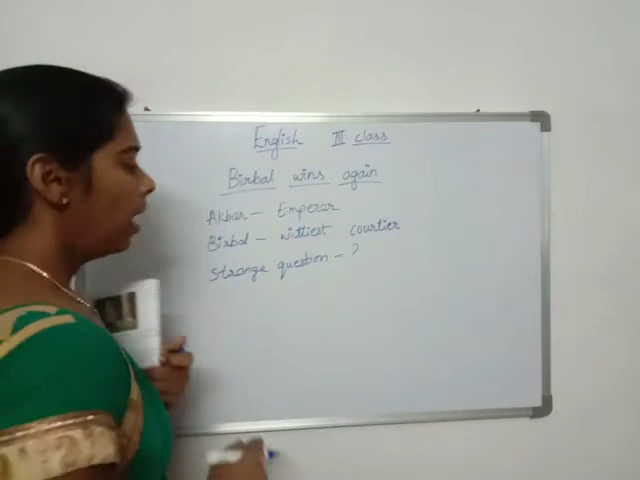 English III class
Birbal wins again
Akbar - Emperor
Birbal - wittiest courtier
Strange question - ?